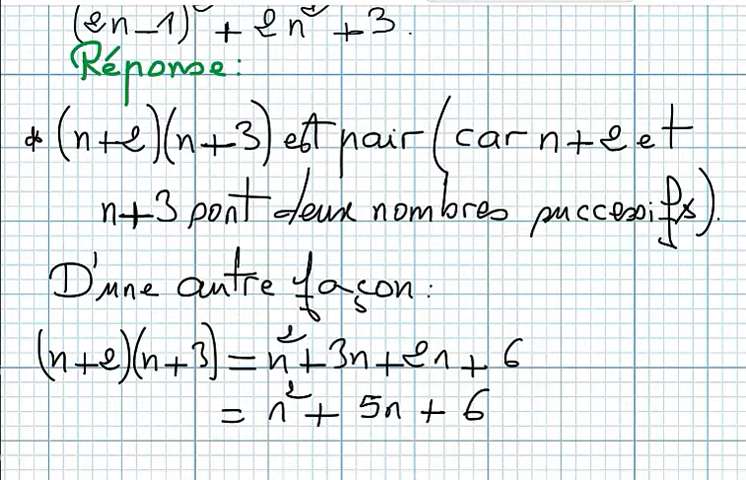 (2n-1)² + 2n² + 3.
Réponse:
* (n+2)(n+3) est pair (car n+2 et
n+3 sont deux nombres successifs).
D'une autre façon:
(n+2)(n+3) = n² + 3n + 2n + 6
= n² + 5n + 6